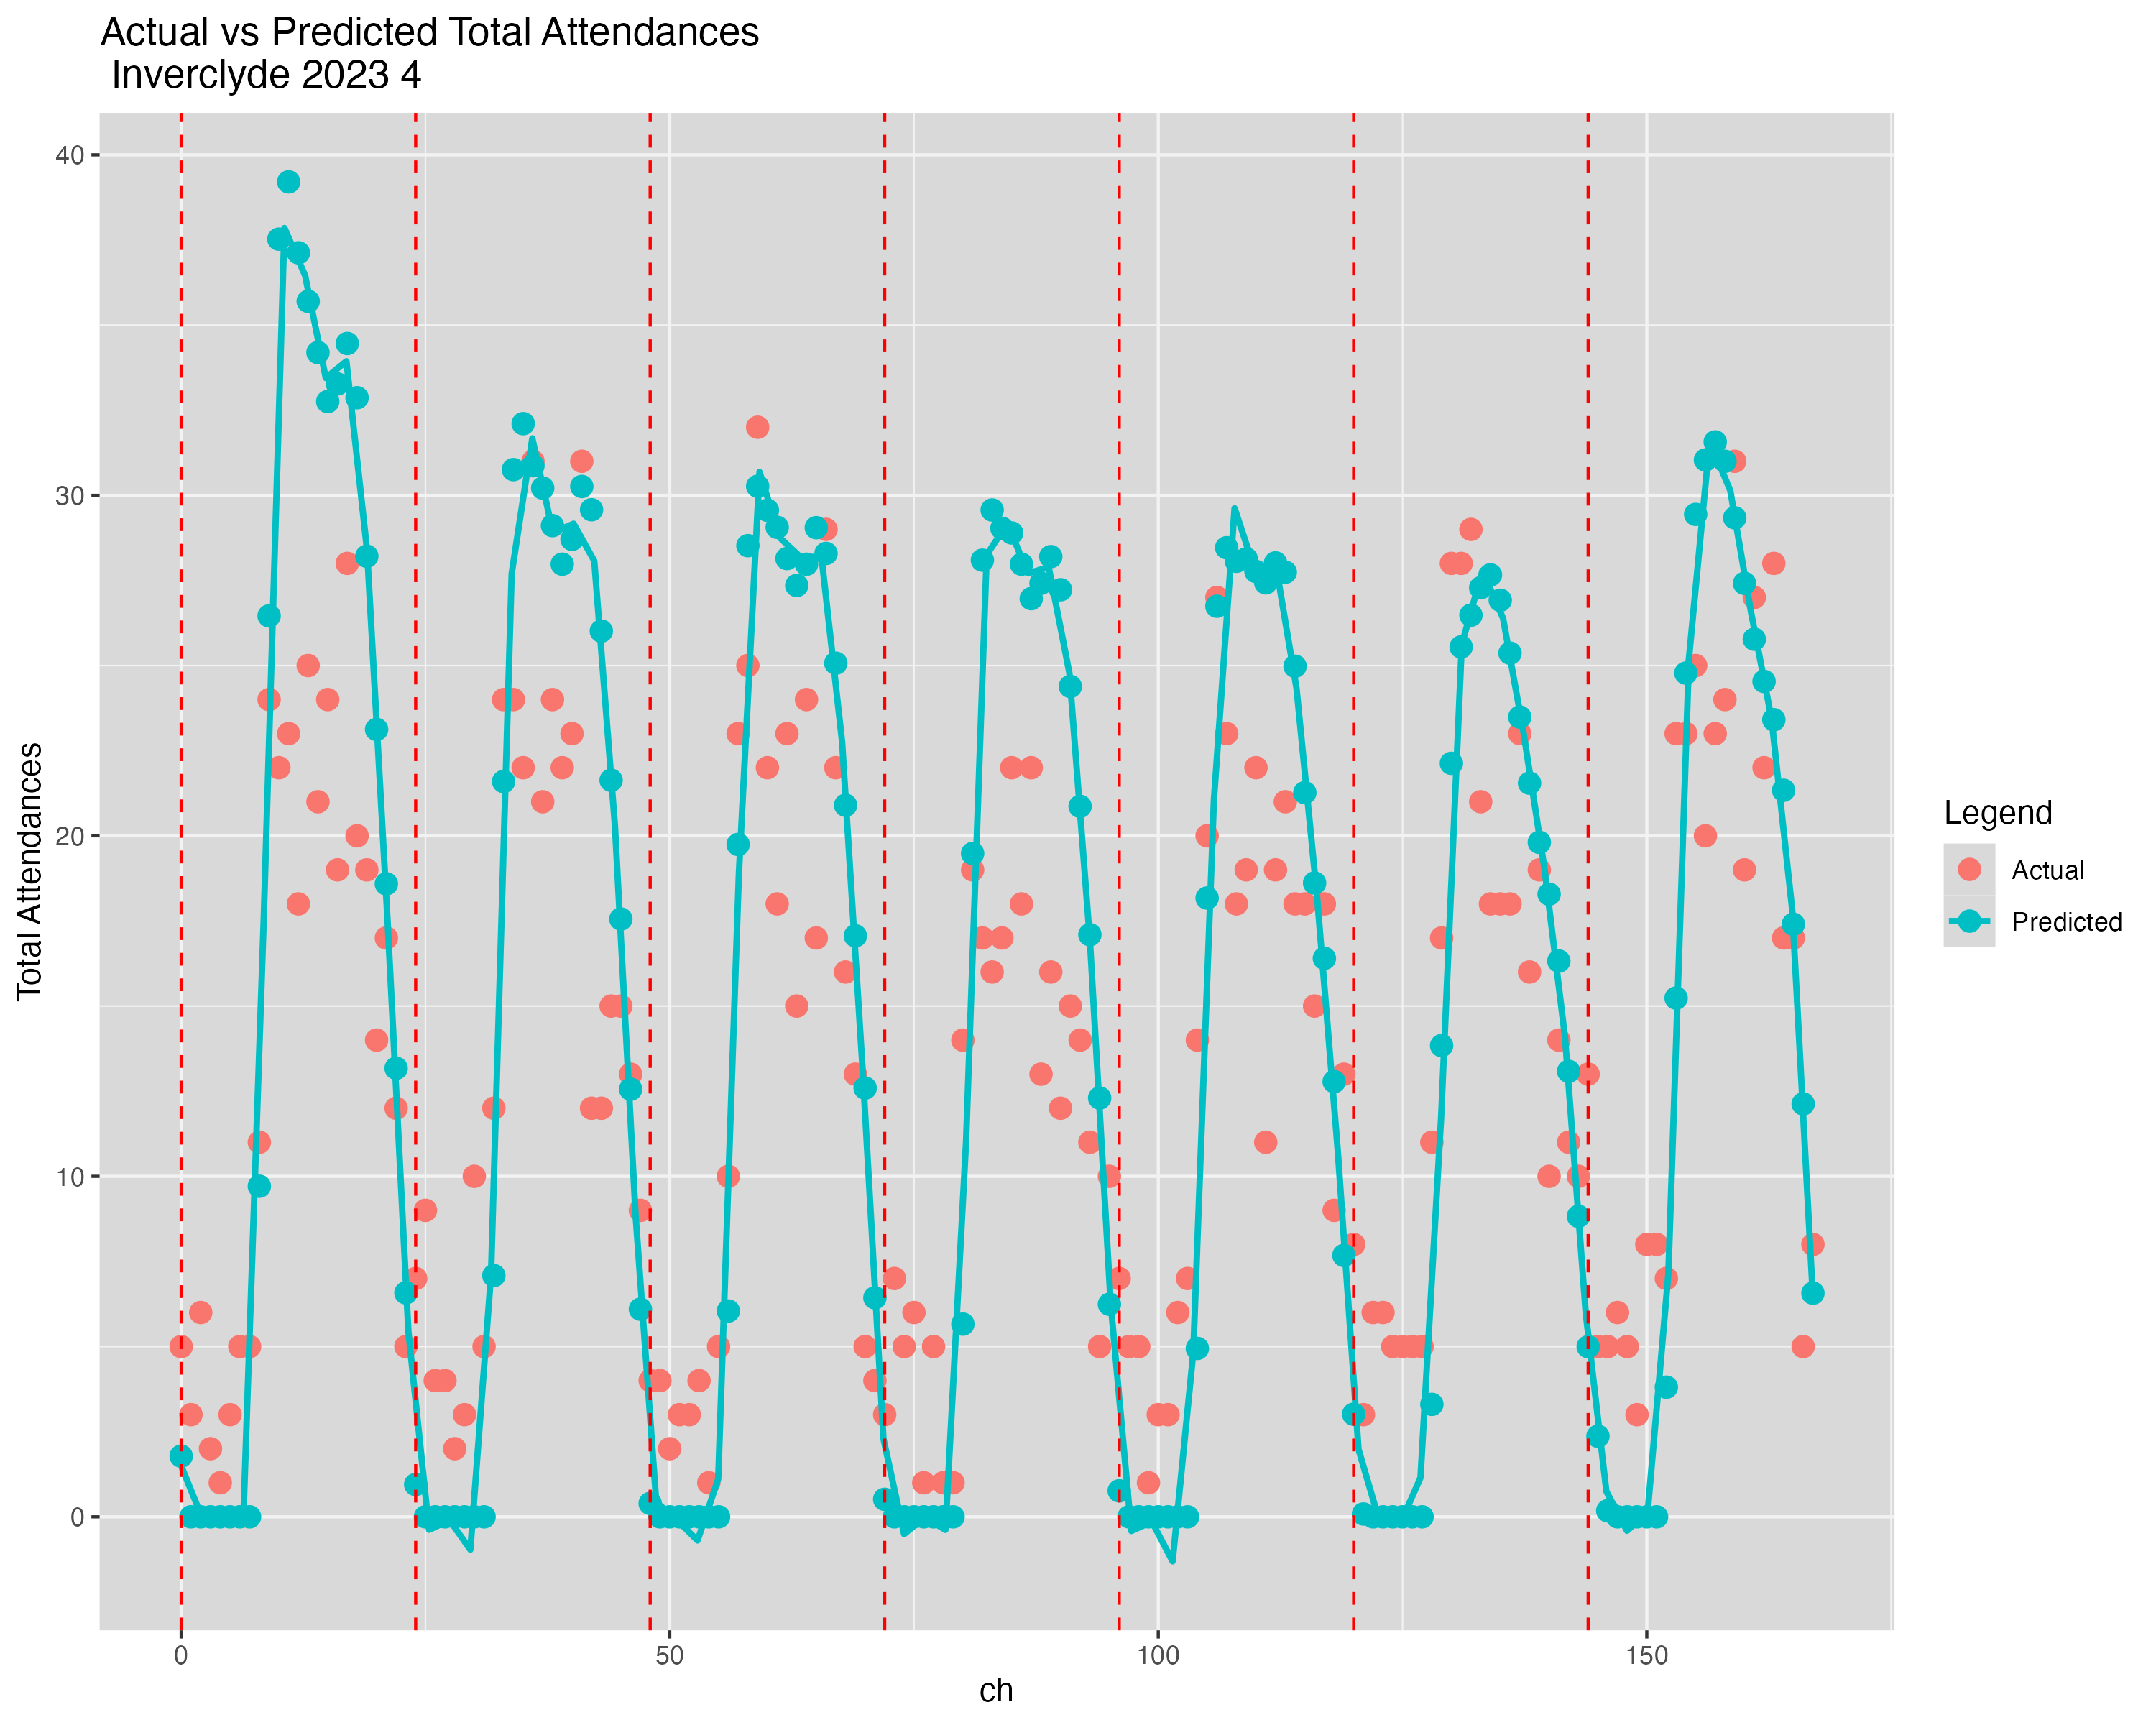 Actual vs Predicted Total Attendances
Inverclyde 2023 4
Total Attendances
40
30
20
10
0
0 50 100 150
ch
Legend
Actual
Predicted